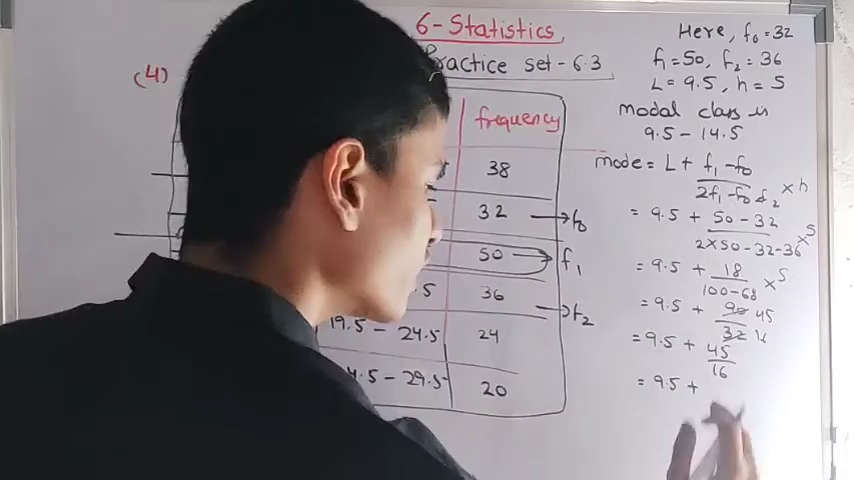 6-Statistics
Practice set-6.3
(4)
frequency
38
32 → f0
50 → f1
.5 36 → f2
19.5 - 24.5 24
4.5 - 29.5 20
Here, f0 = 32
f1 = 50, f2 = 36
L = 9.5, h = 5
modal class is
9.5 - 14.5
mode = L + f1 - f0 / 2f1 - f0 - f2 × h
= 9.5 + 50 - 32 / 2×50 - 32 - 36 × 5
= 9.5 + 18 / 100 - 68 × 5
= 9.5 + 90 45 / 32 16
= 9.5 + 45 / 16
= 9.5 +